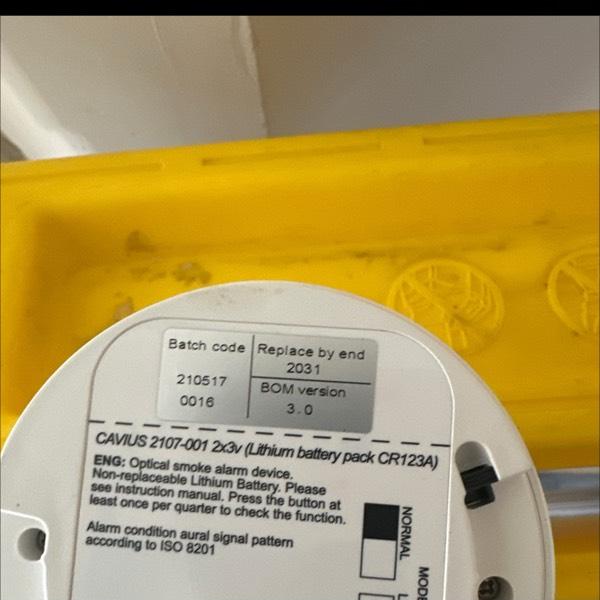 Batch code
210517
0016
Replace by end
2031
BOM version
3.0
CAVIUS 2107-001 2x3v (Lithium battery pack CR123A)
ENG: Optical smoke alarm device.
Non-replaceable Lithium Battery. Please
see instruction manual. Press the button at
least once per quarter to check the function.
Alarm condition aural signal pattern
according to ISO 8201
NORMAL